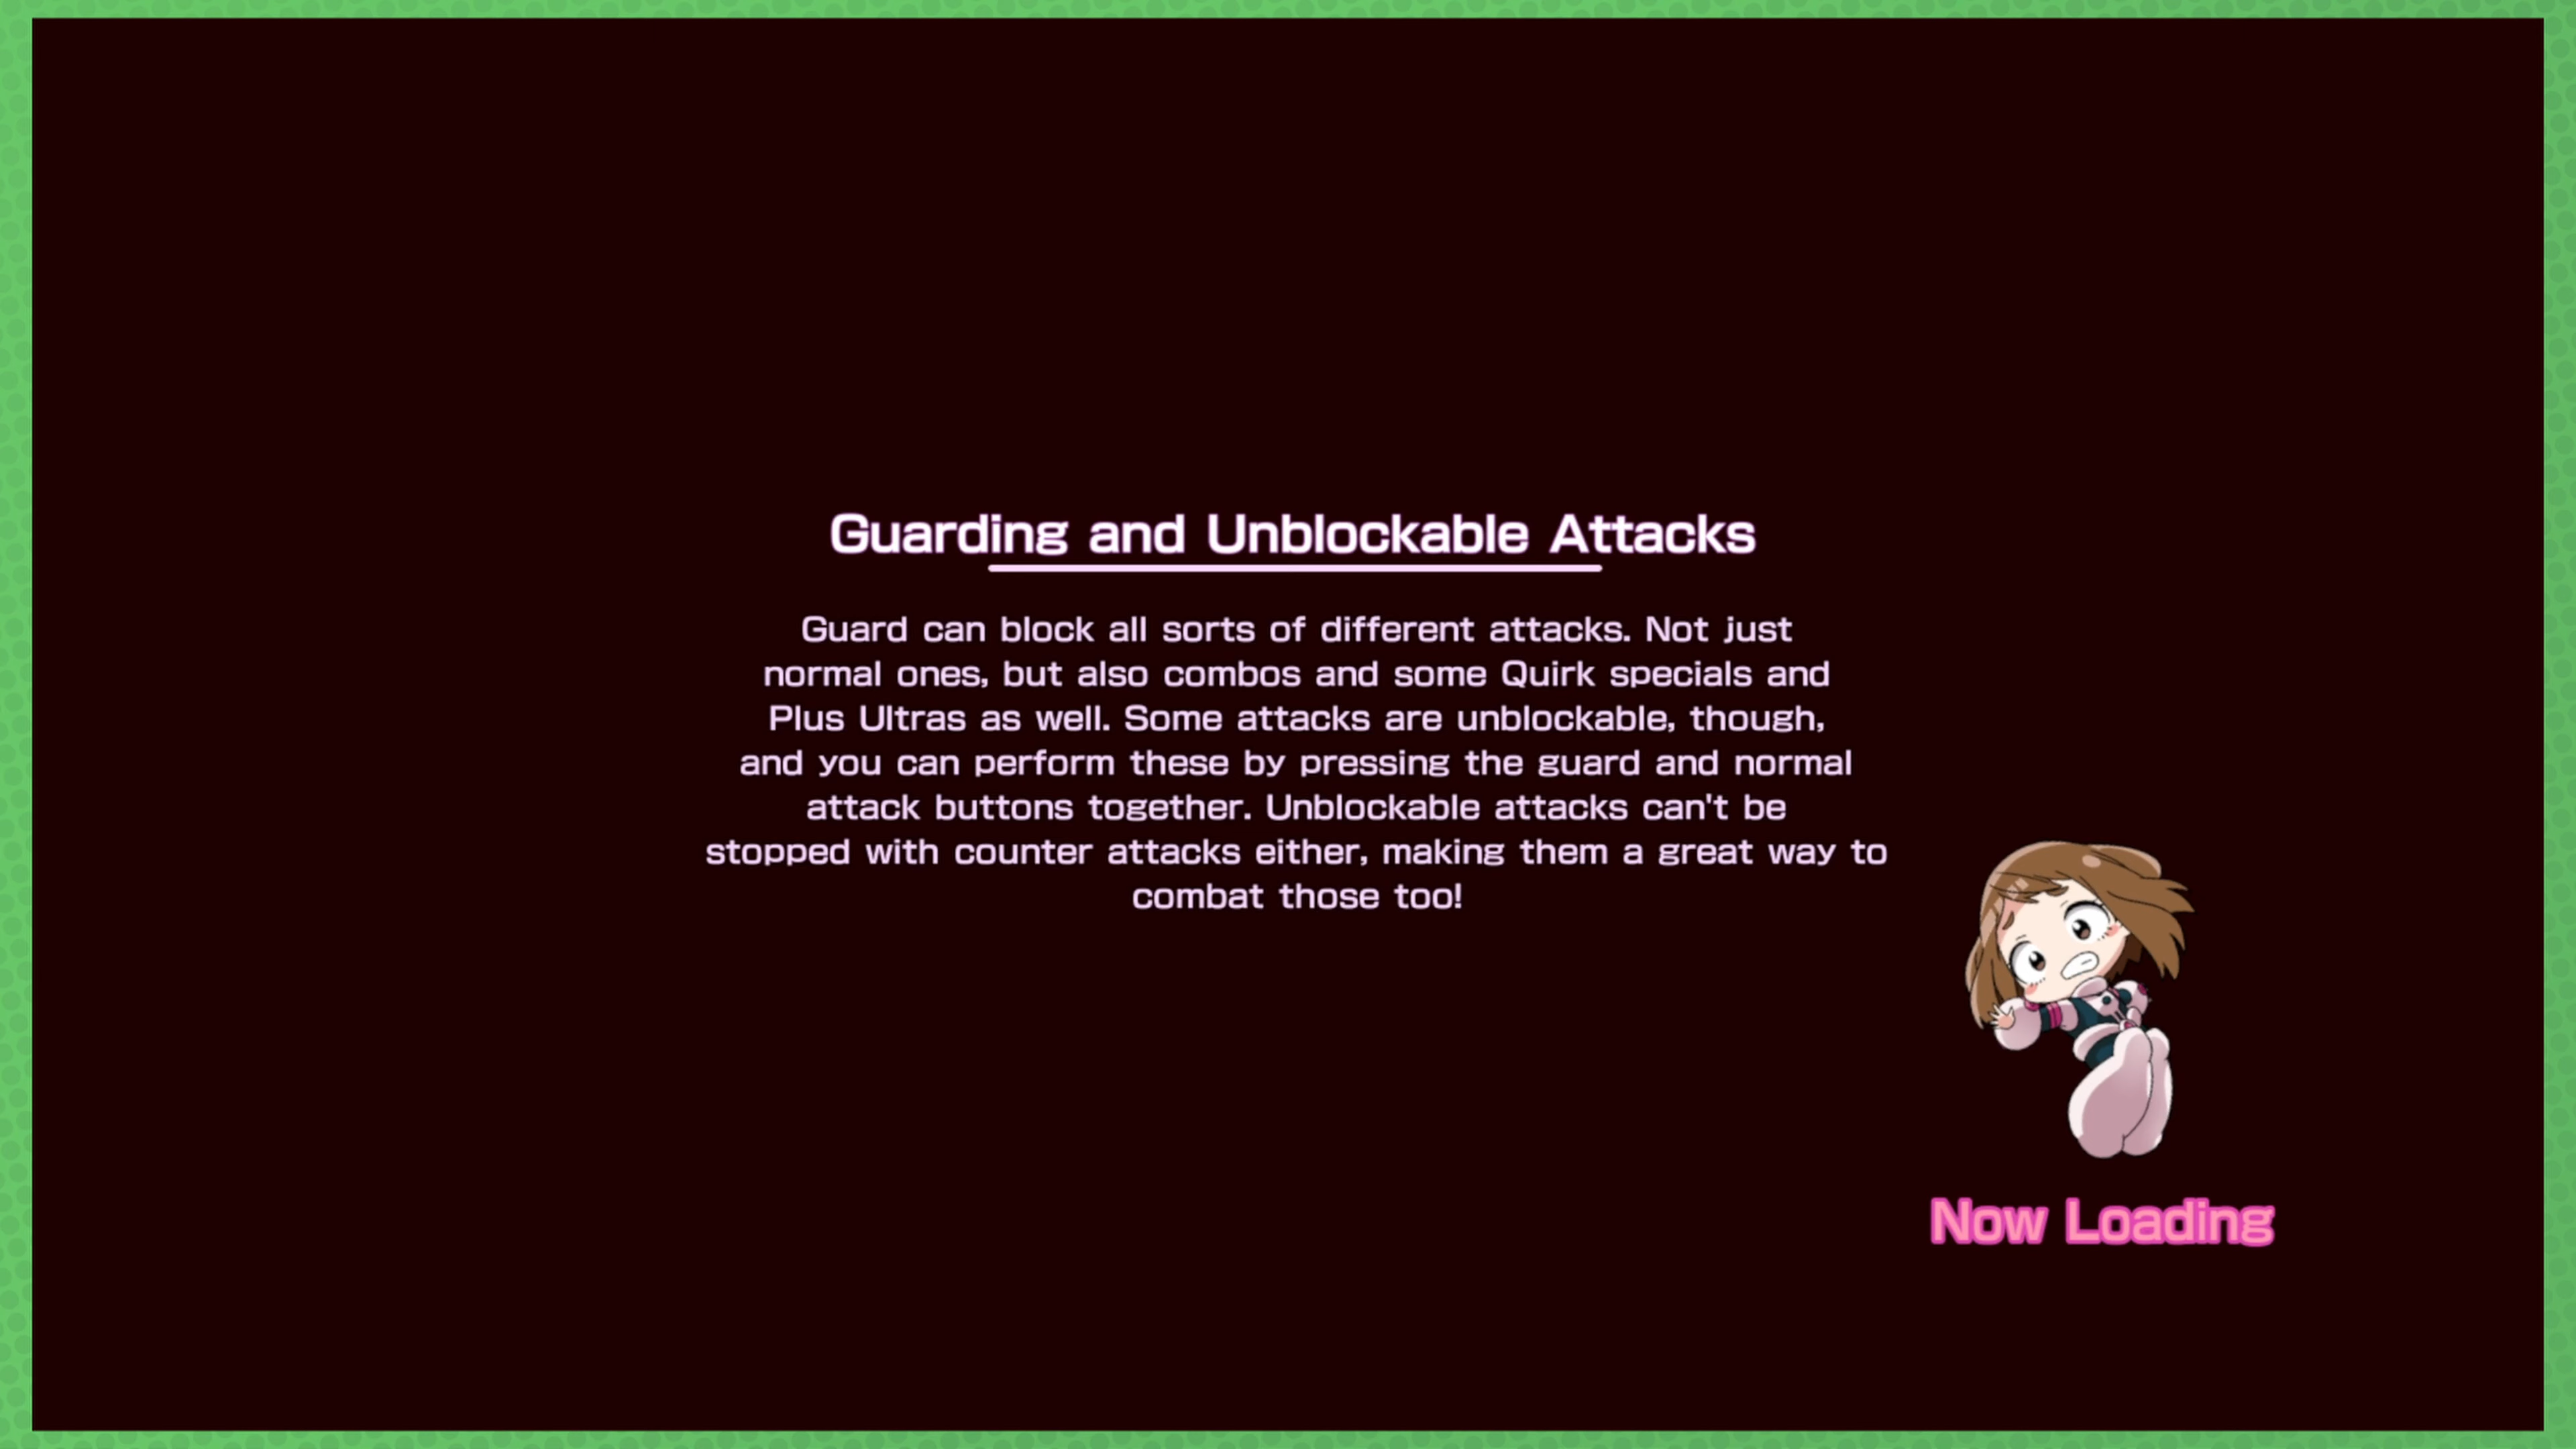 Guarding and Unblockable Attacks
Guard can block all sorts of different attacks. Not just
normal ones, but also combos and some Quirk specials and
Plus Ultras as well. Some attacks are unblockable, though,
and you can perform these by pressing the guard and normal
attack buttons together. Unblockable attacks can't be
stopped with counter attacks either, making them a great way to
combat those too!
Now Loading